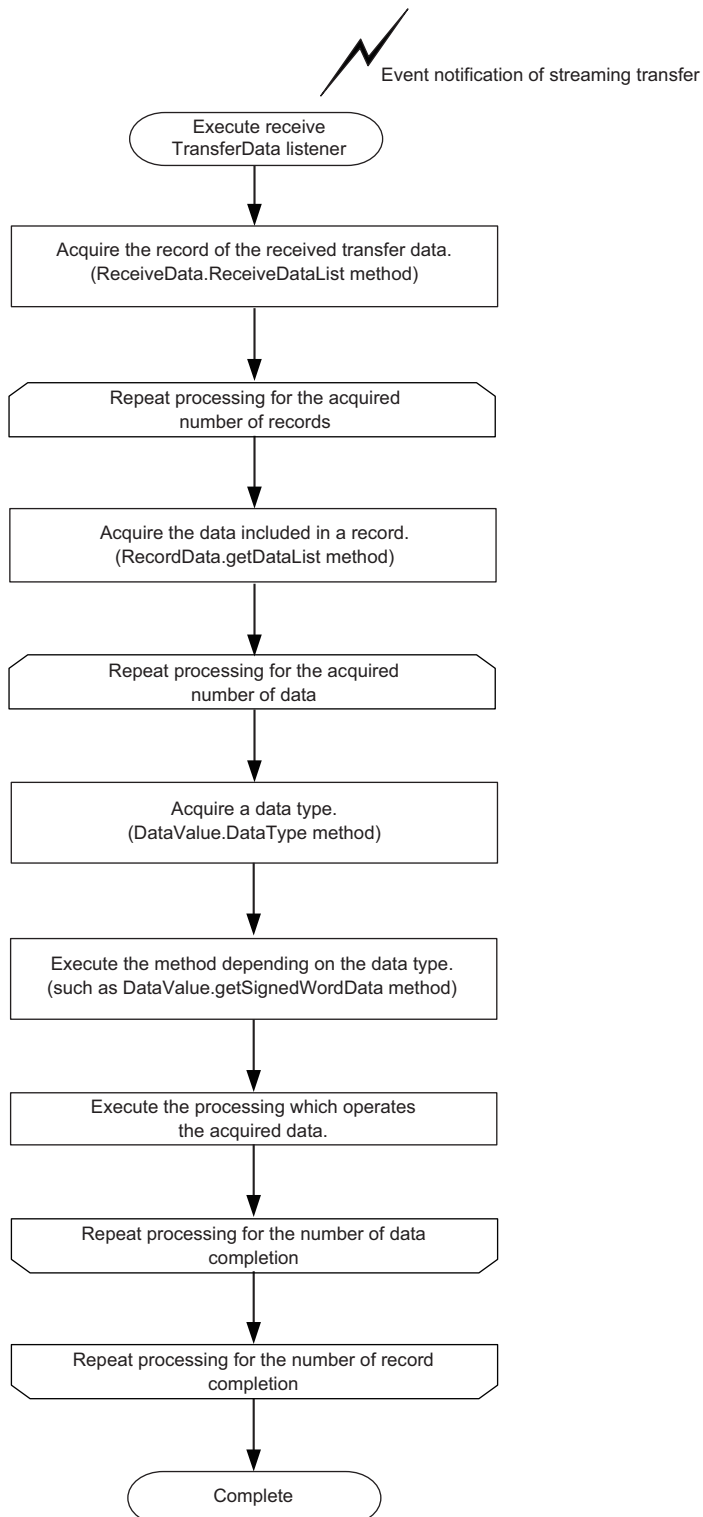 Event notification of streaming transfer
Execute receive
TransferData listener
Acquire the record of the received transfer data.
(ReceiveData.ReceiveDataList method)
Repeat processing for the acquired
number of records
Acquire the data included in a record.
(RecordData.getDataList method)
Repeat processing for the acquired
number of data
Acquire a data type.
(DataValue.DataType method)
Execute the method depending on the data type.
(such as DataValue.getSignedWordData method)
Execute the processing which operates
the acquired data.
Repeat processing for the number of data
completion
Repeat processing for the number of record
completion
Complete